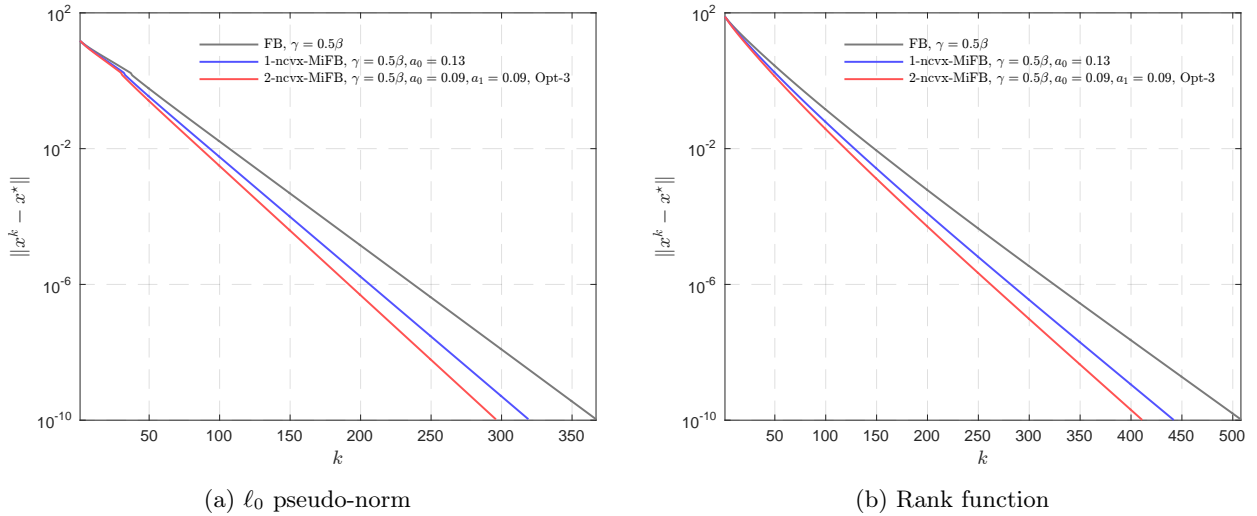 10^2
10^{-2}
10^{-6}
10^{-10}
‖x^k − x^⋆‖
FB, γ = 0.5β
1-ncvx-MiFB, γ = 0.5β, a_0 = 0.13
2-ncvx-MiFB, γ = 0.5β, a_0 = 0.09, a_1 = 0.09, Opt-3
50 100 150 200 250 300 350
k
(a) ℓ_0 pseudo-norm
10^2
10^{-2}
10^{-6}
10^{-10}
‖x^k − x^⋆‖
FB, γ = 0.5β
1-ncvx-MiFB, γ = 0.5β, a_0 = 0.13
2-ncvx-MiFB, γ = 0.5β, a_0 = 0.09, a_1 = 0.09, Opt-3
50 100 150 200 250 300 350 400 450 500
k
(b) Rank function